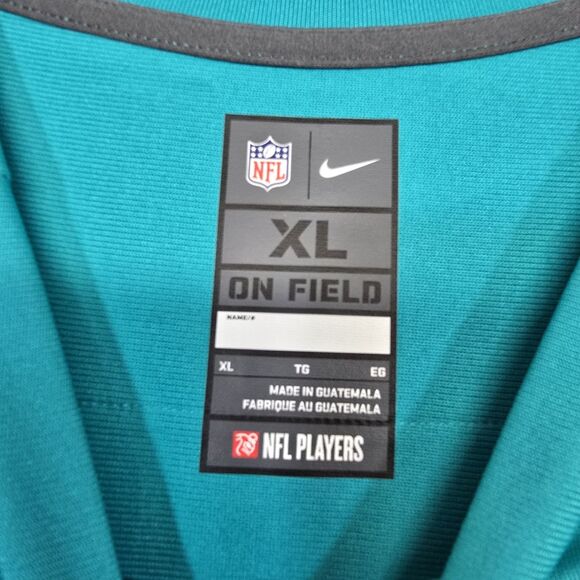 NFL
XL
ON FIELD
NAME/#
XL TG EG
MADE IN GUATEMALA
FABRIQUE AU GUATEMALA
NFL PLAYERS